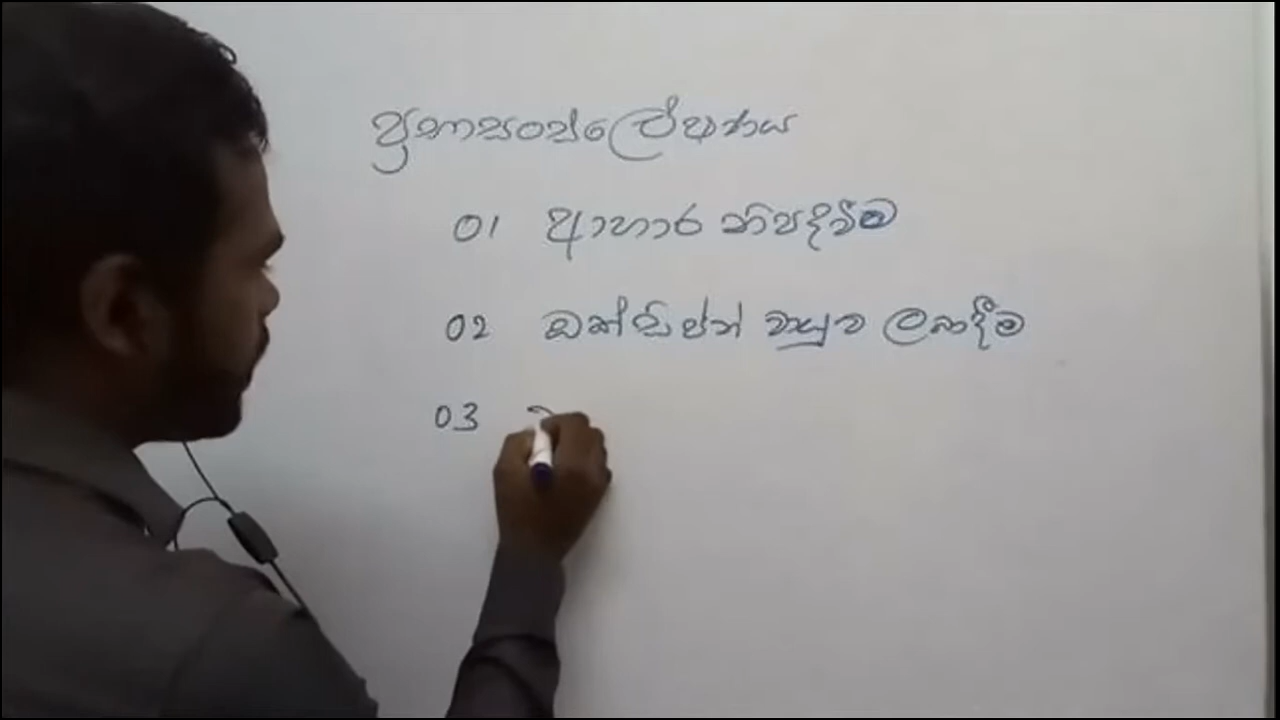 ප්‍රභාසංස්ලේෂණය
01 ආහාර නිපදවීම
02 ඔක්සිජන් වායුව ලබාදීම
03